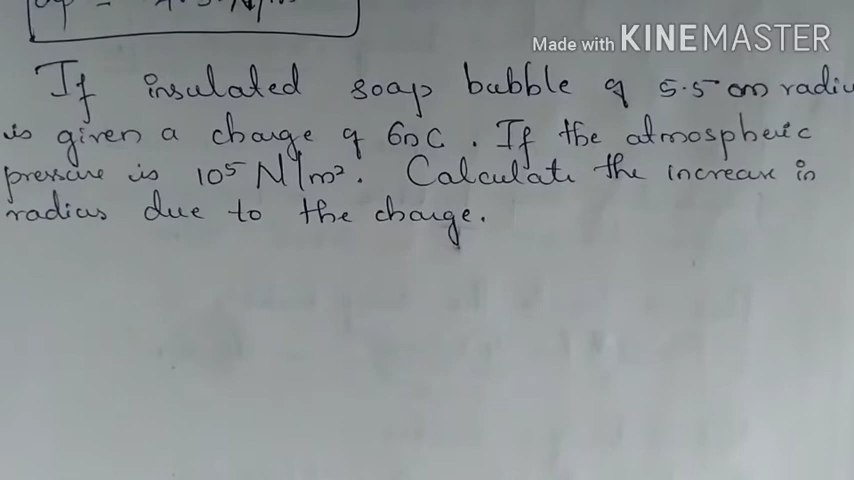 Made with KINEMASTER
If insulated soap bubble of 5.5 cm radiu
is given a charge of 6nC. If the atmospheric
pressure is 10⁵ N/m². Calculate the increase in
radius due to the charge.